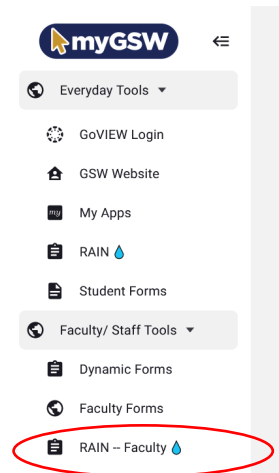 myGSW
Everyday Tools
GoVIEW Login
GSW Website
my My Apps
RAIN 💧
Student Forms
Faculty/ Staff Tools
Dynamic Forms
Faculty Forms
RAIN -- Faculty 💧